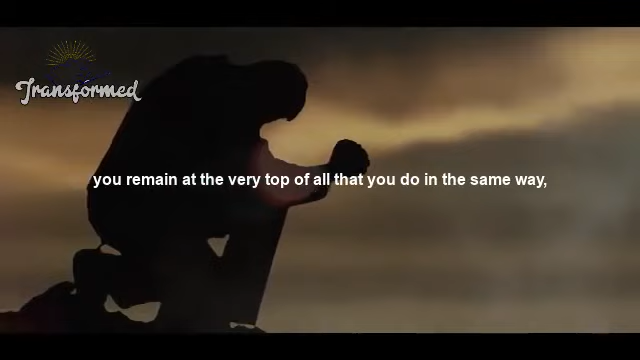 Transformed
you remain at the very top of all that you do in the same way,